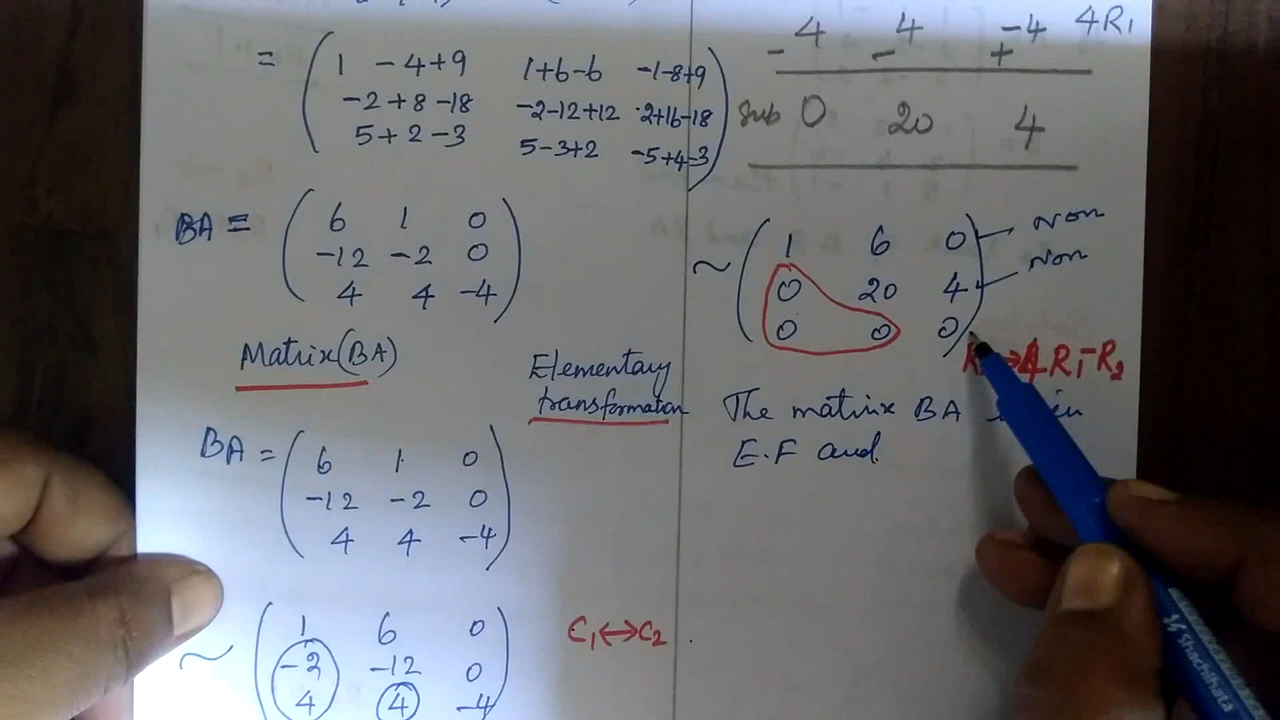 = ( 1 -4+9 1+6-6 -1-8+9 )
-2+8-18 -2-12+12 2+16-18
5+2-3 5-3+2 -5+4-3
BA = ( 6 1 0 )
-12 -2 0
4 4 -4
Matrix (BA)
Elementary
transformation
BA = ( 6 1 0 )
-12 -2 0
4 4 -4
~ ( 1 6 0 ) C₁↔C₂
-2 -12 0
4 4 -4
4 4 -4 4R₁
- - +
Sub 0 20 4
~ ( 1 6 0 ) Non
0 20 4 Non
0 0 0
→4R₁-R₂
The matrix BA in
E.F and
Shachihata